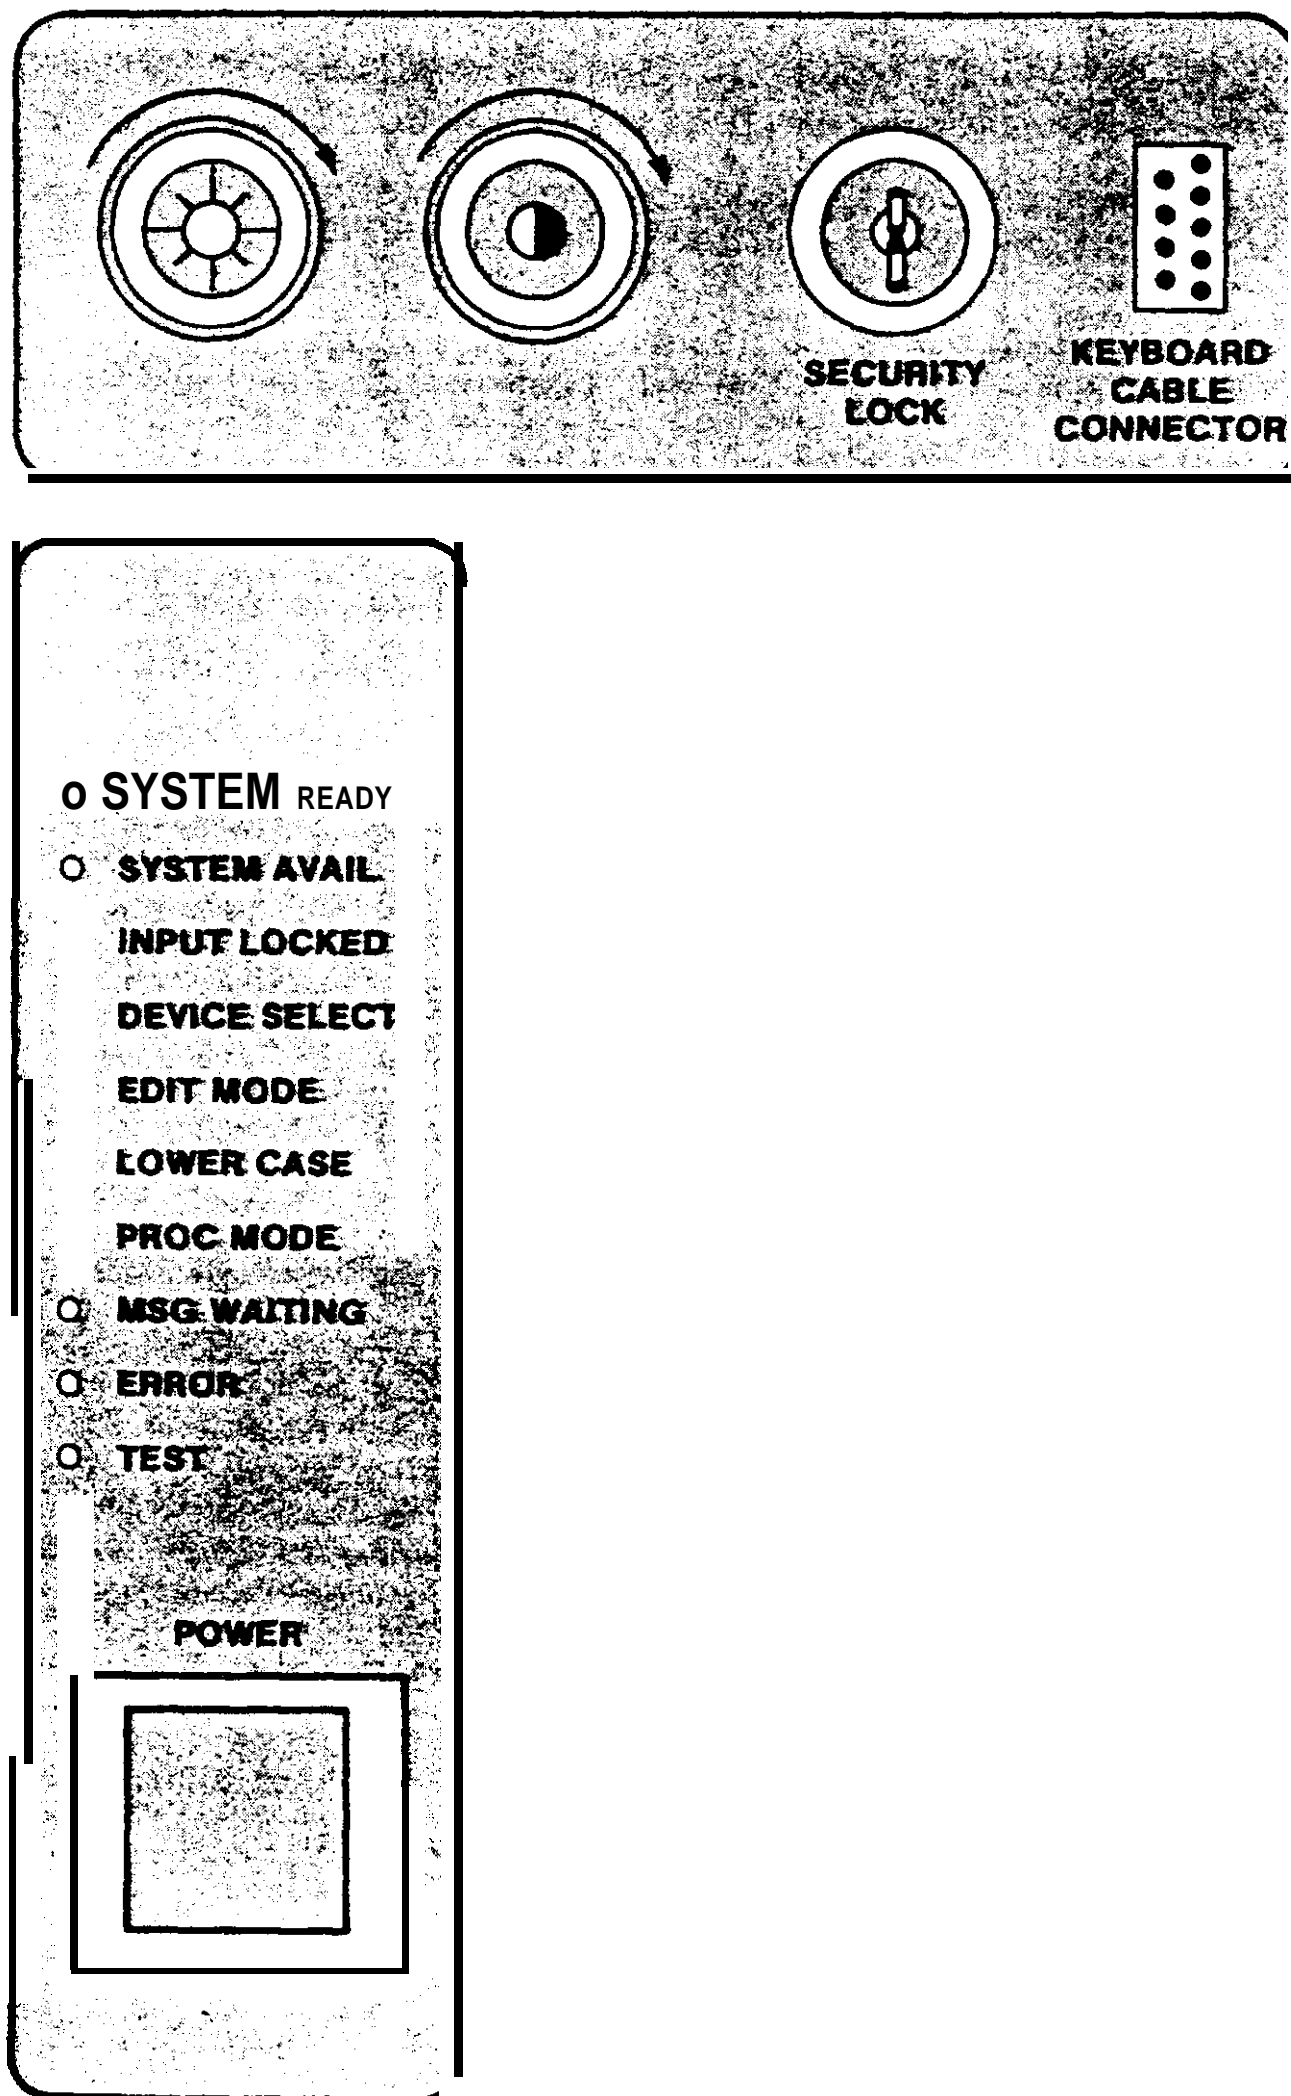 SECURITY
LOCK
KEYBOARD
CABLE
CONNECTOR
o SYSTEM READY
O SYSTEM AVAIL.
INPUT LOCKED
DEVICE SELECT
EDIT MODE
LOWER CASE
PROC MODE
O MSG WAITING
O ERROR
O TEST
POWER